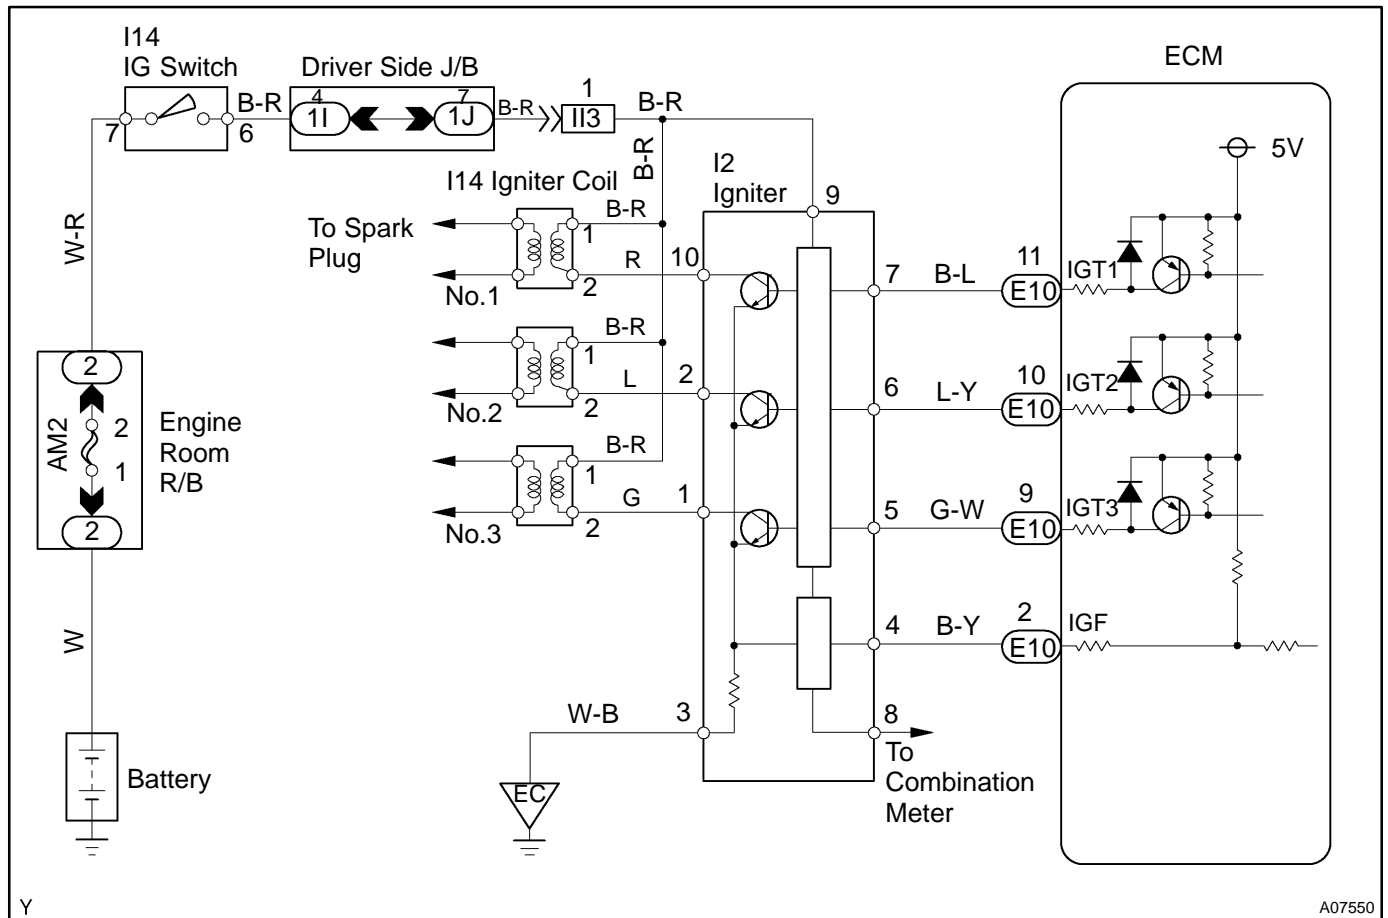 I14
IG Switch
7
6
B-R
Driver Side J/B
4
1I
7
1J
B-R
1
II3
B-R
B-R
W-R
I14 Igniter Coil
To Spark
Plug
B-R
1
R
2
No.1
B-R
1
L
2
No.2
B-R
1
G
2
No.3
I2
Igniter
9
10
2
1
3
7
6
5
4
8
B-L
L-Y
G-W
B-Y
W-B
EC
To
Combination
Meter
ECM
5V
11
E10
IGT1
10
E10
IGT2
9
E10
IGT3
2
E10
IGF
2
AM2
2
1
2
Engine
Room
R/B
W
Battery
Y
A07550